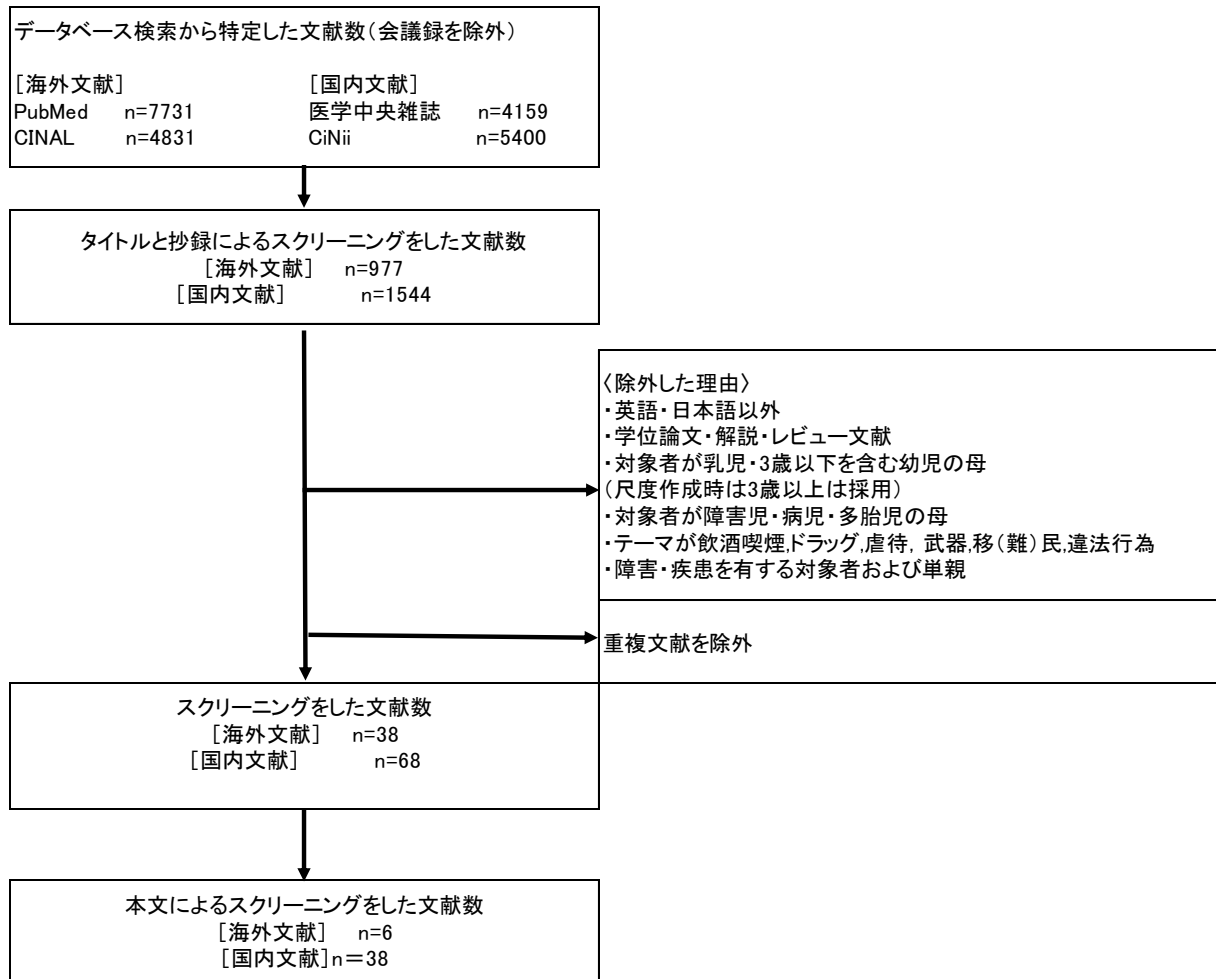 データベース検索から特定した文献数（会議録を除外）
［海外文献］ ［国内文献］
PubMed n=7731 医学中央雑誌 n=4159
CINAL n=4831 CiNii n=5400
タイトルと抄録によるスクリーニングをした文献数
［海外文献］ n=977
［国内文献］ n=1544
〈除外した理由〉
・英語・日本語以外
・学位論文・解説・レビュー文献
・対象者が乳児・3歳以下を含む幼児の母
（尺度作成時は3歳以上は採用）
・対象者が障害児・病児・多胎児の母
・テーマが飲酒喫煙,ドラッグ,虐待, 武器,移（難）民,違法行為
・障害・疾患を有する対象者および単親
重複文献を除外
スクリーニングをした文献数
［海外文献］ n=38
［国内文献］ n=68
本文によるスクリーニングをした文献数
［海外文献］ n=6
［国内文献］n＝38